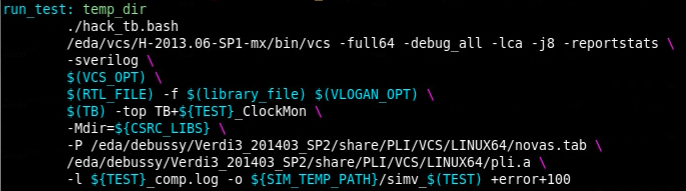 run_test: temp_dir
./hack_tb.bash
/eda/vcs/H-2013.06-SP1-mx/bin/vcs -full64 -debug_all -lca -j8 -reportstats \
-sverilog \
$(VCS_OPT) \
$(RTL_FILE) -f $(library_file) $(VLOGAN_OPT) \
$(TB) -top TB+${TEST}_ClockMon \
-Mdir=${CSRC_LIBS} \
-P /eda/debussy/Verdi3_201403_SP2/share/PLI/VCS/LINUX64/novas.tab \
/eda/debussy/Verdi3_201403_SP2/share/PLI/VCS/LINUX64/pli.a \
-l ${TEST}_comp.log -o ${SIM_TEMP_PATH}/simv_$(TEST) +error+100